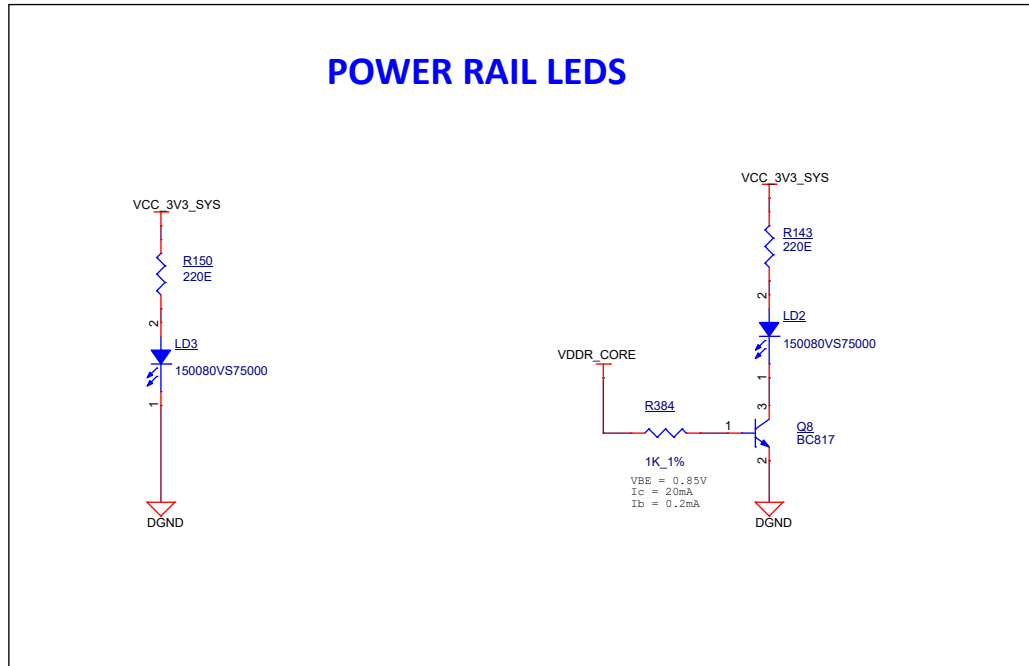 POWER RAIL LEDS
VCC_3V3_SYS
R150
220E
2
LD3
150080VS75000
1
DGND
VCC_3V3_SYS
R143
220E
2
LD2
150080VS75000
1
VDDR_CORE
R384
1K_1%
VBE = 0.85V
Ic = 20mA
Ib = 0.2mA
1
3
Q8
BC817
2
DGND